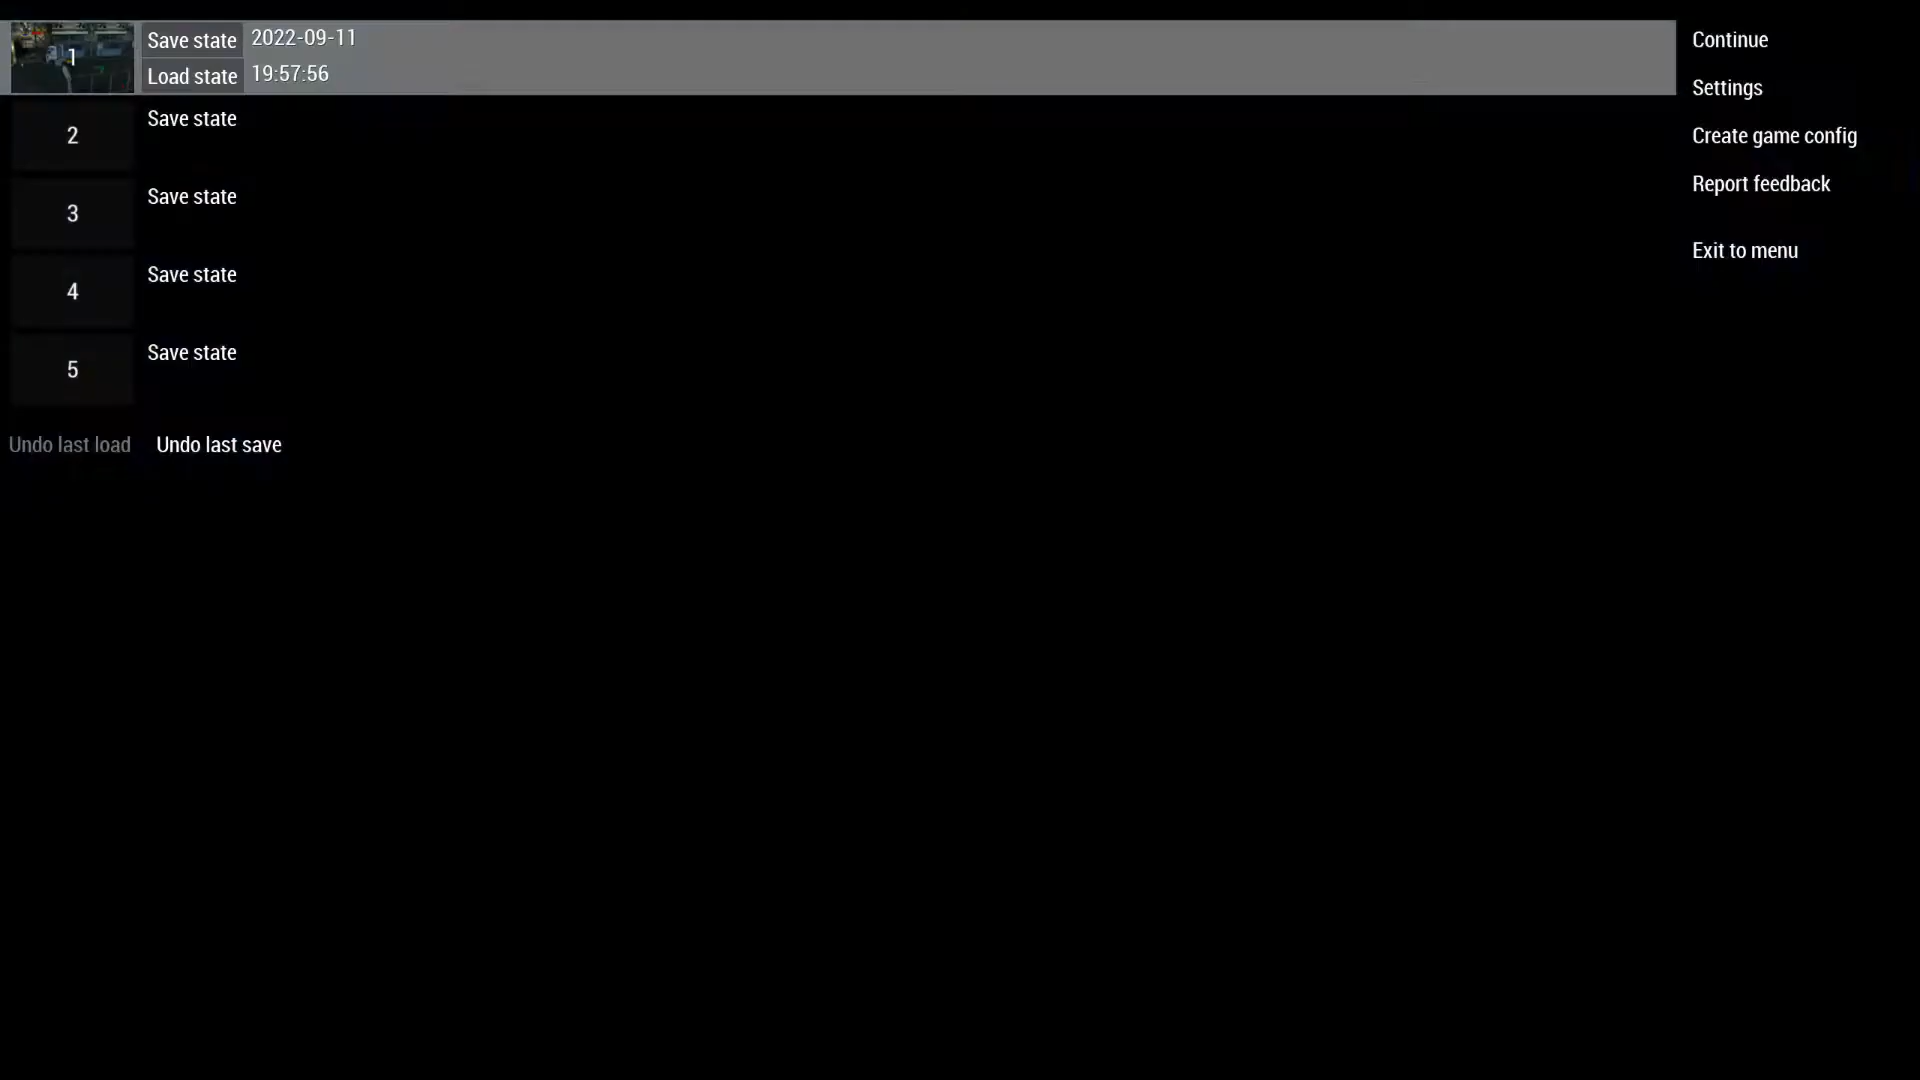 1
Save state
2022-09-11
Load state
19:57:56
2
Save state
3
Save state
4
Save state
5
Save state
Undo last load
Undo last save
Continue
Settings
Create game config
Report feedback
Exit to menu